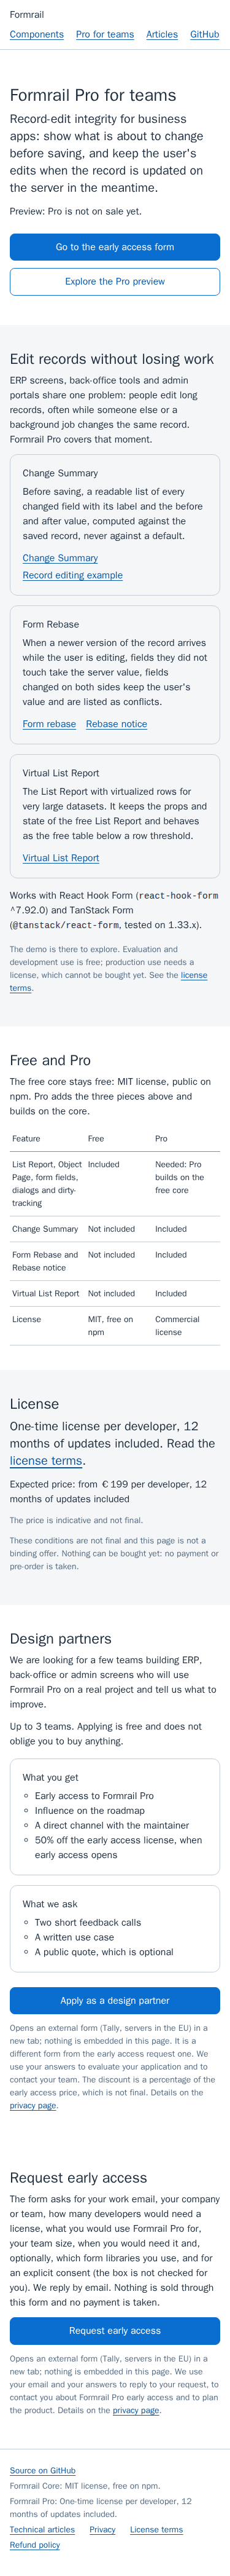 Formrail
Components Pro for teams Articles GitHub
Formrail Pro for teams
Record-edit integrity for business
apps: show what is about to change
before saving, and keep the user's
edits when the record is updated on
the server in the meantime.
Preview: Pro is not on sale yet.
Go to the early access form
Explore the Pro preview
Edit records without losing work
ERP screens, back-office tools and admin
portals share one problem: people edit long
records, often while someone else or a
background job changes the same record.
Formrail Pro covers that moment.
Change Summary
Before saving, a readable list of every
changed field with its label and the before
and after value, computed against the
saved record, never against a default.
Change Summary
Record editing example
Form Rebase
When a newer version of the record arrives
while the user is editing, fields they did not
touch take the server value, fields
changed on both sides keep the user's
value and are listed as conflicts.
Form rebase Rebase notice
Virtual List Report
The List Report with virtualized rows for
very large datasets. It keeps the props and
state of the free List Report and behaves
as the free table below a row threshold.
Virtual List Report
Works with React Hook Form (react-hook-form
^7.92.0) and TanStack Form
(@tanstack/react-form, tested on 1.33.x).
The demo is there to explore. Evaluation and
development use is free; production use needs a
license, which cannot be bought yet. See the license
terms.
Free and Pro
The free core stays free: MIT license, public on
npm. Pro adds the three pieces above and
builds on the core.
Feature Free Pro
List Report, Object Included Needed: Pro
Page, form fields, builds on the
dialogs and dirty- free core
tracking
Change Summary Not included Included
Form Rebase and Not included Included
Rebase notice
Virtual List Report Not included Included
License MIT, free on Commercial
npm license
License
One-time license per developer, 12
months of updates included. Read the
license terms.
Expected price: from €199 per developer, 12
months of updates included
The price is indicative and not final.
These conditions are not final and this page is not a
binding offer. Nothing can be bought yet: no payment or
pre-order is taken.
Design partners
We are looking for a few teams building ERP,
back-office or admin screens who will use
Formrail Pro on a real project and tell us what to
improve.
Up to 3 teams. Applying is free and does not
oblige you to buy anything.
What you get
Early access to Formrail Pro
Influence on the roadmap
A direct channel with the maintainer
50% off the early access license, when
early access opens
What we ask
Two short feedback calls
A written use case
A public quote, which is optional
Apply as a design partner
Opens an external form (Tally, servers in the EU) in a
new tab; nothing is embedded in this page. It is a
different form from the early access request one. We
use your answers to evaluate your application and to
contact your team. The discount is a percentage of the
early access price, which is not final. Details on the
privacy page.
Request early access
The form asks for your work email, your company
or team, how many developers would need a
license, what you would use Formrail Pro for,
your team size, when you would need it and,
optionally, which form libraries you use, and for
an explicit consent (the box is not checked for
you). We reply by email. Nothing is sold through
this form and no payment is taken.
Request early access
Opens an external form (Tally, servers in the EU) in a
new tab; nothing is embedded in this page. We use
your email and your answers to reply to your request, to
contact you about Formrail Pro early access and to plan
the product. Details on the privacy page.
Source on GitHub
Formrail Core: MIT license, free on npm.
Formrail Pro: One-time license per developer, 12
months of updates included.
Technical articles Privacy License terms
Refund policy